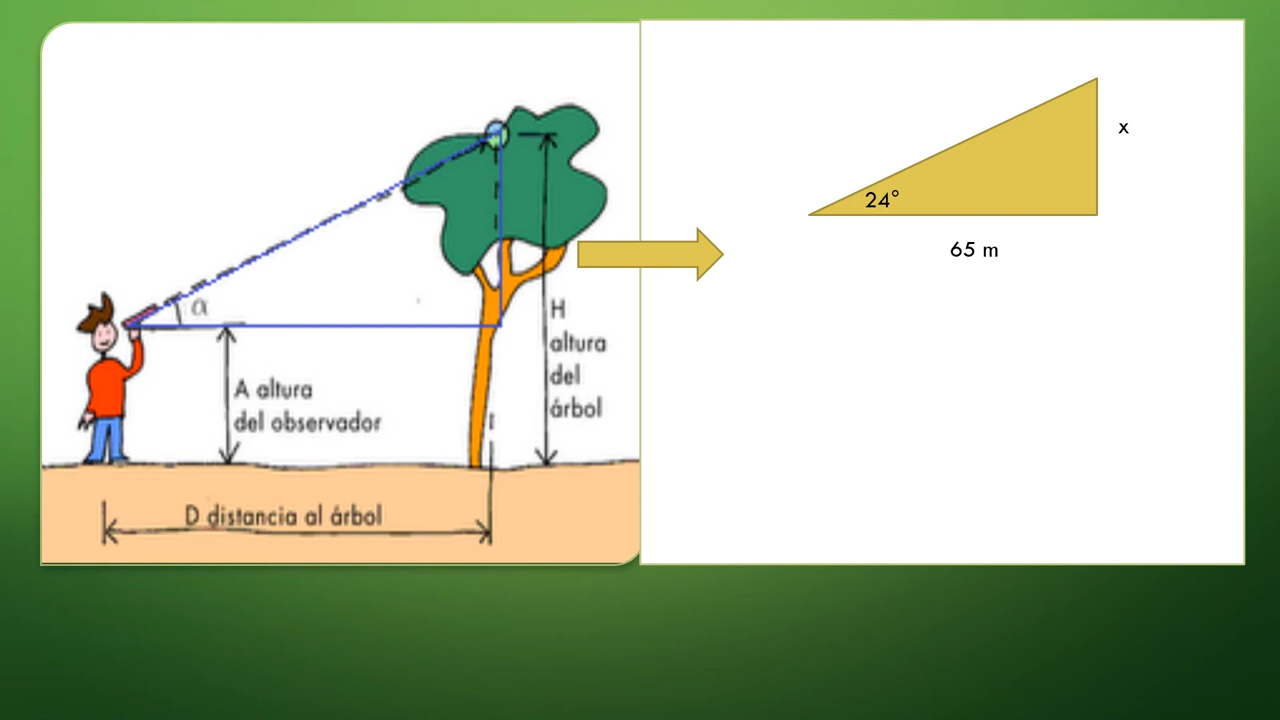 α
A altura
del observador
H
altura
del
árbol
D distancia al árbol
x
24°
65 m